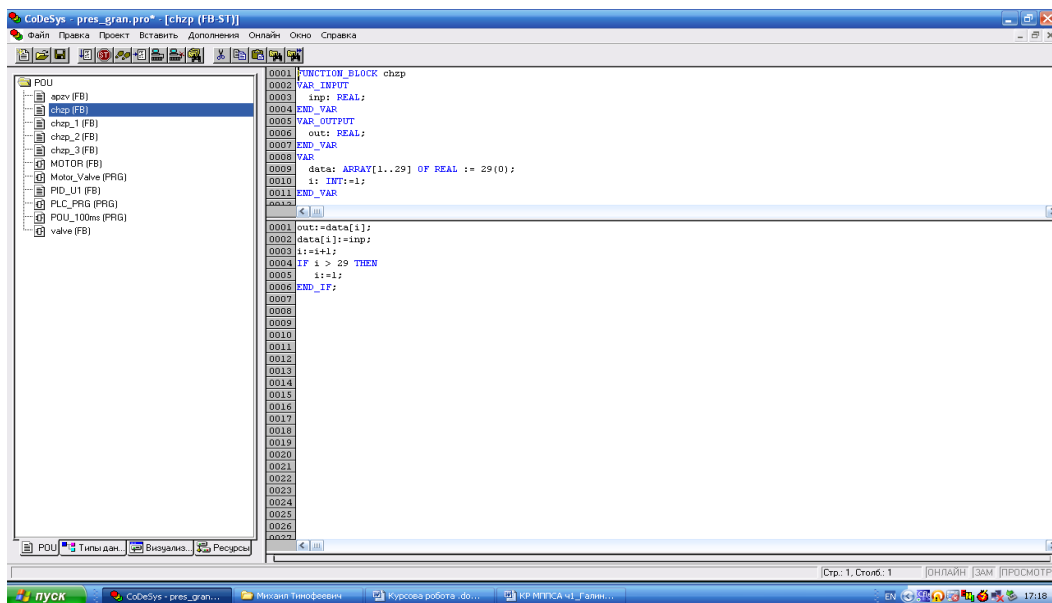 CoDeSys - pres_gran.pro* - [chzp (FB-ST)]
Файл Правка Проект Вставить Дополнения Онлайн Окно Справка
POU
apzv (FB)
chzp (FB)
chzp_1 (FB)
chzp_2 (FB)
chzp_3 (FB)
MOTOR (FB)
Motor_Valve (PRG)
PID_U1 (FB)
PLC_PRG (PRG)
POU_100ms (PRG)
valve (FB)
POU Типы дан... Визуализ... Ресурсы
0001 FUNCTION_BLOCK chzp
0002 VAR_INPUT
0003 inp: REAL;
0004 END_VAR
0005 VAR_OUTPUT
0006 out: REAL;
0007 END_VAR
0008 VAR
0009 data: ARRAY[1..29] OF REAL := 29(0);
0010 i: INT:=1;
0011 END_VAR
0012
0001 out:=data[i];
0002 data[i]:=inp;
0003 i:=i+1;
0004 IF i > 29 THEN
0005 i:=1;
0006 END_IF;
0007
0008
0009
0010
0011
0012
0013
0014
0015
0016
0017
0018
0019
0020
0021
0022
0023
0024
0025
0026
0027
Стр.: 1, Столб.: 1 ОНЛАЙН ЗАМ ПРОСМОТР
пуск CoDeSys - pres_gran... Михаил Тимофеевич Курсова робота .do... КР МППСА ч1_Галин... EN 17:18